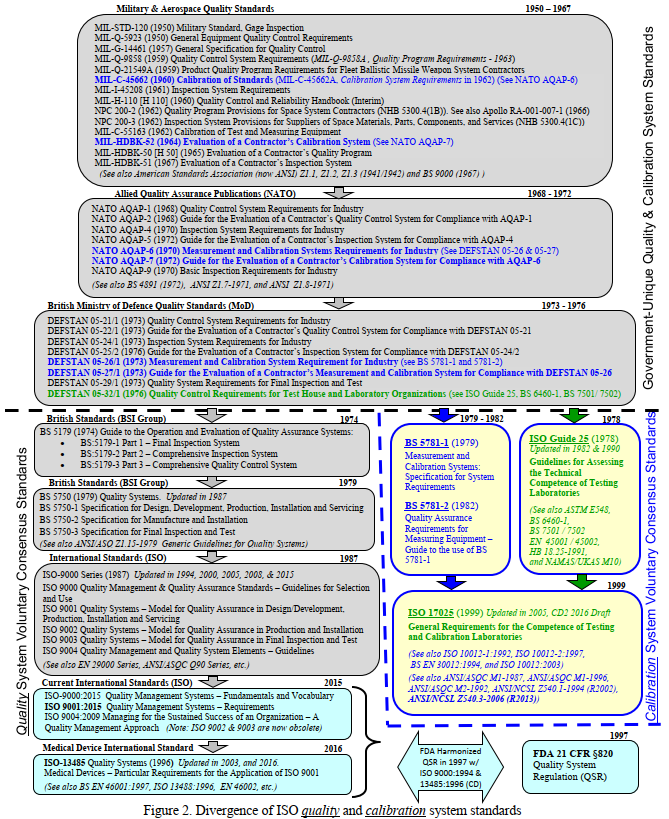 Military & Aerospace Quality Standards
1950 – 1967
MIL-STD-120 (1950) Military Standard, Gage Inspection
MIL-Q-5923 (1950) General Equipment Quality Control Requirements
MIL-G-14461 (1957) General Specification for Quality Control
MIL-Q-9858 (1959) Quality Control System Requirements (MIL-Q-9858A, Quality Program Requirements - 1963)
MIL-Q-21549A (1959) Product Quality Program Requirements for Fleet Ballistic Missile Weapon System Contractors
MIL-C-45662 (1960) Calibration of Standards (MIL-C-45662A, Calibration System Requirements in 1962) (See NATO AQAP-6)
MIL-I-45208 (1961) Inspection System Requirements
MIL-H-110 [H 110] (1960) Quality Control and Reliability Handbook (Interim)
NPC 200-2 (1962) Quality Program Provisions for Space System Contractors (NHB 5300.4(1B)). See also Apollo RA-001-007-1 (1966)
NPC 200-3 (1962) Inspection System Provisions for Suppliers of Space Materials, Parts, Components, and Services (NHB 5300.4(1C))
MIL-C-55163 (1962) Calibration of Test and Measuring Equipment
MIL-HDBK-52 (1964) Evaluation of a Contractor's Calibration System (See NATO AQAP-7)
MIL-HDBK-50 [H 50] (1965) Evaluation of a Contractor's Quality Program
MIL-HDBK-51 (1967) Evaluation of a Contractor's Inspection System
(See also American Standards Association (now ANSI) Z1.1, Z1.2, Z1.3 (1941/1942) and BS 9000 (1967) )
Allied Quality Assurance Publications (NATO)
1968 - 1972
NATO AQAP-1 (1968) Quality Control System Requirements for Industry
NATO AQAP-2 (1968) Guide for the Evaluation of a Contractor's Quality Control System for Compliance with AQAP-1
NATO AQAP-4 (1970) Inspection System Requirements for Industry
NATO AQAP-5 (1972) Guide for the Evaluation of a Contractor's Inspection System for Compliance with AQAP-4
NATO AQAP-6 (1970) Measurement and Calibration Systems Requirements for Industry (See DEFSTAN 05-26 & 05-27)
NATO AQAP-7 (1972) Guide for the Evaluation of a Contractor's Calibration System for Compliance with AQAP-6
NATO AQAP-9 (1970) Basic Inspection Requirements for Industry
(See also BS 4891 (1972), ANSI Z1.7-1971, and ANSI Z1.8-1971)
British Ministry of Defence Quality Standards (MoD)
1973 - 1976
DEFSTAN 05-21/1 (1973) Quality Control System Requirements for Industry
DEFSTAN 05-22/1 (1973) Guide for the Evaluation of a Contractor's Quality Control System for Compliance with DEFSTAN 05-21
DEFSTAN 05-24/1 (1973) Inspection System Requirements for Industry
DEFSTAN 05-25/2 (1976) Guide for the Evaluation of a Contractor's Inspection System for Compliance with DEFSTAN 05-24/2
DEFSTAN 05-26/1 (1973) Measurement and Calibration System Requirement for Industry (see BS 5781-1 and 5781-2)
DEFSTAN 05-27/1 (1973) Guide for the Evaluation of a Contractor's Measurement and Calibration System for Compliance with DEFSTAN 05-26
DEFSTAN 05-29/1 (1973) Quality System Requirements for Final Inspection and Test
DEFSTAN 05-32/1 (1976) Quality Control Requirements for Test House and Laboratory Organizations (see ISO Guide 25, BS 6460-1, BS 7501/ 7502)
Government-Unique Quality & Calibration System Standards
British Standards (BSI Group)
1974
BS 5179 (1974) Guide to the Operation and Evaluation of Quality Assurance Systems:
• BS:5179-1 Part 1 – Final Inspection System
• BS:5179-2 Part 2 – Comprehensive Inspection System
• BS:5179-3 Part 3 – Comprehensive Quality Control System
British Standards (BSI Group)
1979
BS 5750 (1979) Quality Systems. Updated in 1987
BS 5750-1 Specification for Design, Development, Production, Installation and Servicing
BS 5750-2 Specification for Manufacture and Installation
BS 5750-3 Specification for Final Inspection and Test
(See also ANSI/ASQ Z1.15-1979 Generic Guidelines for Quality Systems)
International Standards (ISO)
1987
ISO-9000 Series (1987) Updated in 1994, 2000, 2005, 2008, & 2015
ISO 9000 Quality Management & Quality Assurance Standards – Guidelines for Selection
and Use
ISO 9001 Quality Systems – Model for Quality Assurance in Design/Development,
Production, Installation and Servicing
ISO 9002 Quality Systems – Model for Quality Assurance in Production and Installation
ISO 9003 Quality Systems – Model for Quality Assurance in Final Inspection and Test
ISO 9004 Quality Management and Quality System Elements – Guidelines
(See also EN 29000 Series, ANSI/ASQC Q90 Series, etc.)
Current International Standards (ISO)
2015
ISO-9000:2015 Quality Management Systems – Fundamentals and Vocabulary
ISO 9001:2015 Quality Management Systems – Requirements
ISO 9004:2009 Managing for the Sustained Success of an Organization – A
Quality Management Approach (Note: ISO 9002 & 9003 are now obsolete)
Medical Device International Standard
2016
ISO-13485 Quality Systems (1996) Updated in 2003, and 2016.
Medical Devices – Particular Requirements for the Application of ISO 9001
(See also BS EN 46001:1997, ISO 13488:1996, EN 46002, etc.)
Quality System Voluntary Consensus Standards
1979 - 1982
BS 5781-1 (1979)
Measurement and
Calibration Systems:
Specification for System
Requirements
BS 5781-2 (1982)
Quality Assurance
Requirements for
Measuring Equipment –
Guide to the use of BS
5781-1
1978
ISO Guide 25 (1978)
Updated in 1982 & 1990
Guidelines for Assessing
the Technical
Competence of Testing
Laboratories
(See also ASTM E548,
BS 6460-1,
BS 7501 / 7502
EN 45001 / 45002,
HB 18.25-1991,
and NAMAS/UKAS M10)
1999
ISO 17025 (1999) Updated in 2005, CD2 2016 Draft
General Requirements for the Competence of Testing
and Calibration Laboratories
(See also ISO 10012-1:1992, ISO 10012-2:1997,
BS EN 30012:1994, and ISO 10012:2003)
(See also ANSI/ASQC M1-1987, ANSI/ASQC M1-1996,
ANSI/ASQC M2-1992, ANSI/NCSL Z540.1-1994 (R2002),
ANSI/NCSL Z540.3-2006 (R2013))
Calibration System Voluntary Consensus Standards
FDA Harmonized
QSR in 1997 w/
ISO 9000:1994 &
13485:1996 (CD)
1997
FDA 21 CFR §820
Quality System
Regulation (QSR)
Figure 2. Divergence of ISO quality and calibration system standards